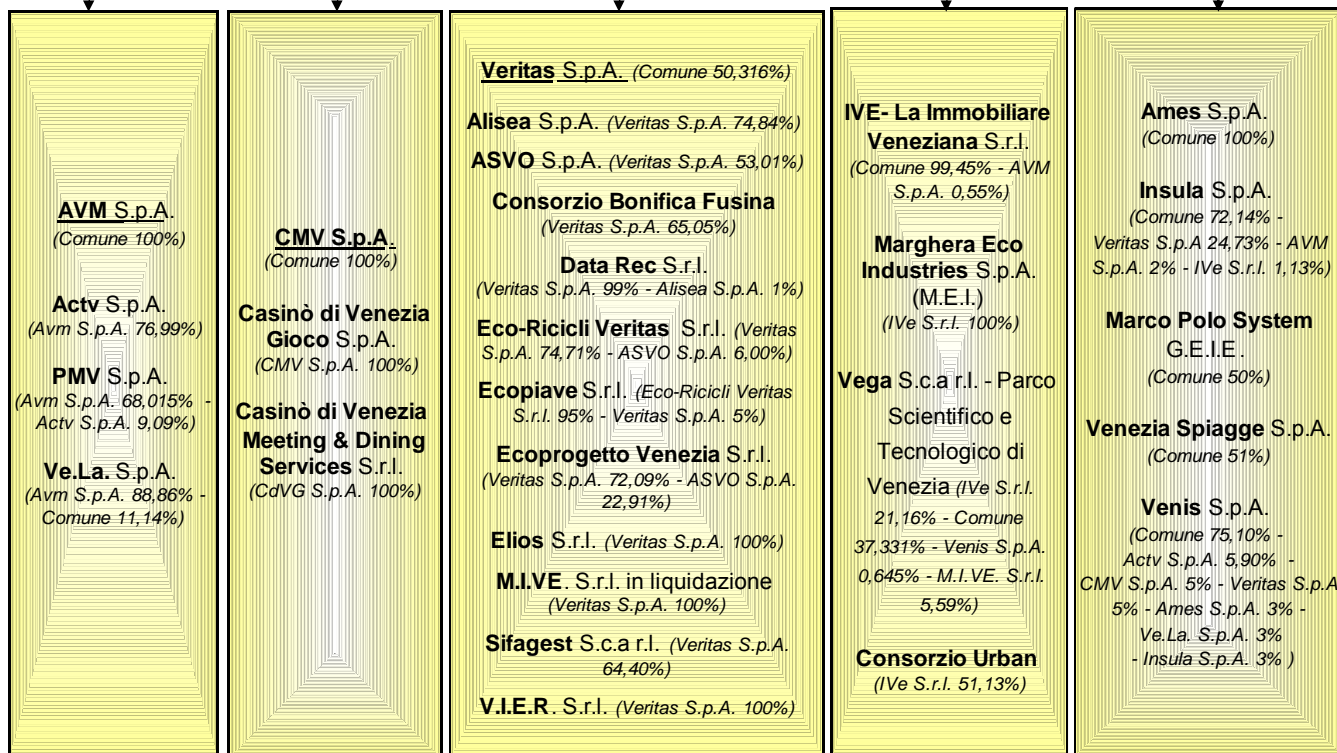 AVM S.p.A.
(Comune 100%)
Actv S.p.A.
(Avm S.p.A. 76,99%)
PMV S.p.A.
(Avm S.p.A. 68,015% -
Actv S.p.A. 9,09%)
Ve.La. S.p.A.
(Avm S.p.A. 88,86% -
Comune 11,14%)
CMV S.p.A.
(Comune 100%)
Casinò di Venezia
Gioco S.p.A.
(CMV S.p.A. 100%)
Casinò di Venezia
Meeting & Dining
Services S.r.l.
(CdVG S.p.A. 100%)
Veritas S.p.A. (Comune 50,316%)
Alisea S.p.A. (Veritas S.p.A. 74,84%)
ASVO S.p.A. (Veritas S.p.A. 53,01%)
Consorzio Bonifica Fusina
(Veritas S.p.A. 65,05%)
Data Rec S.r.l.
(Veritas S.p.A. 99% - Alisea S.p.A. 1%)
Eco-Ricicli Veritas S.r.l. (Veritas
S.p.A. 74,71% - ASVO S.p.A. 6,00%)
Ecopiave S.r.l. (Eco-Ricicli Veritas
S.r.l. 95% - Veritas S.p.A. 5%)
Ecoprogetto Venezia S.r.l.
(Veritas S.p.A. 72,09% - ASVO S.p.A.
22,91%)
Elios S.r.l. (Veritas S.p.A. 100%)
M.I.VE. S.r.l. in liquidazione
(Veritas S.p.A. 100%)
Sifagest S.c.a r.l. (Veritas S.p.A.
64,40%)
V.I.E.R. S.r.l. (Veritas S.p.A. 100%)
IVE- La Immobiliare
Veneziana S.r.l.
(Comune 99,45% - AVM
S.p.A. 0,55%)
Marghera Eco
Industries S.p.A.
(M.E.I.)
(IVe S.r.l. 100%)
Vega S.c.a r.l. - Parco
Scientifico e
Tecnologico di
Venezia (IVe S.r.l.
21,16% - Comune
37,331% - Venis S.p.A.
0,645% - M.I.VE. S.r.l.
5,59%)
Consorzio Urban
(IVe S.r.l. 51,13%)
Ames S.p.A.
(Comune 100%)
Insula S.p.A.
(Comune 72,14% -
Veritas S.p.A 24,73% - AVM
S.p.A. 2% - IVe S.r.l. 1,13%)
Marco Polo System
G.E.I.E.
(Comune 50%)
Venezia Spiagge S.p.A.
(Comune 51%)
Venis S.p.A.
(Comune 75,10% -
Actv S.p.A. 5,90% -
CMV S.p.A. 5% - Veritas S.p.A
5% - Ames S.p.A. 3% -
Ve.La. S.p.A. 3%
- Insula S.p.A. 3% )